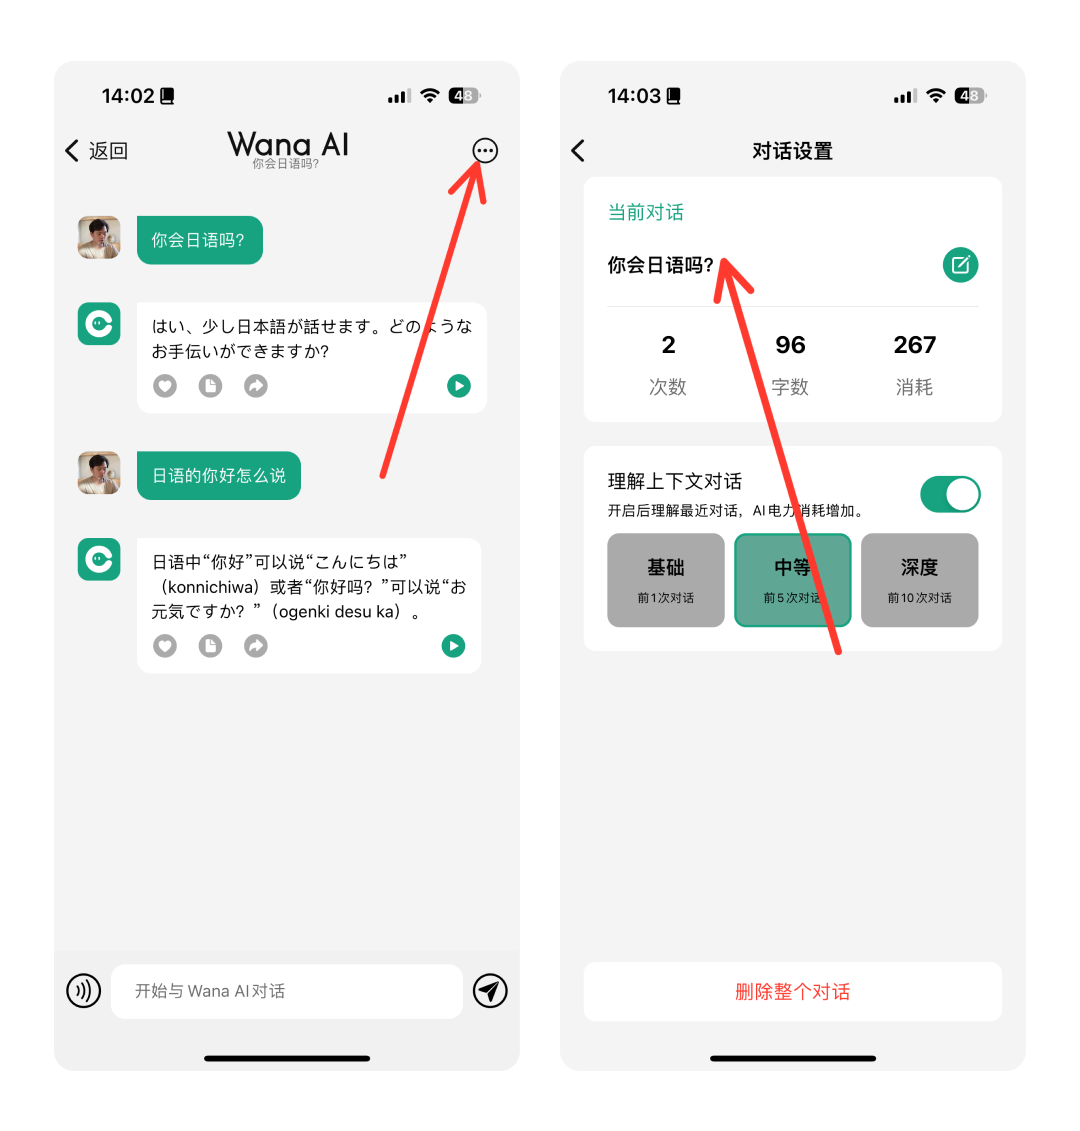 14:02
48
返回
Wana AI
你会日语吗?
你会日语吗?
はい、少し日本語が話せます。どのような
お手伝いができますか?
日语的你好怎么说
日语中“你好”可以说“こんにちは”
（konnichiwa）或者“你好吗？”可以说“お
元気ですか？”（ogenki desu ka）。
开始与 Wana AI 对话
14:03
48
对话设置
当前对话
你会日语吗?
2
96
267
次数
字数
消耗
理解上下文对话
开启后理解最近对话，AI 电力消耗增加。
基础
中等
深度
前1次对话
前5次对话
前10次对话
删除整个对话